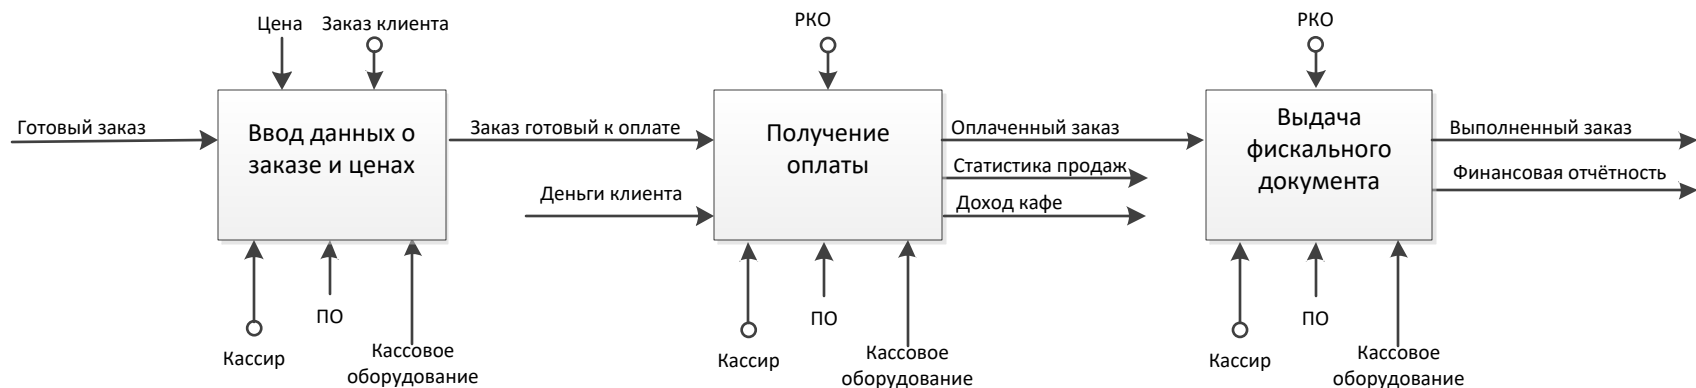 Цена
Заказ клиента
РКО
РКО
Готовый заказ
Ввод данных о
заказе и ценах
Заказ готовый к оплате
Деньги клиента
Получение
оплаты
Оплаченный заказ
Статистика продаж
Доход кафе
Выдача
фискального
документа
Выполненный заказ
Финансовая отчётность
Кассир
ПО
Кассовое
оборудование
Кассир
ПО
Кассовое
оборудование
Кассир
ПО
Кассовое
оборудование